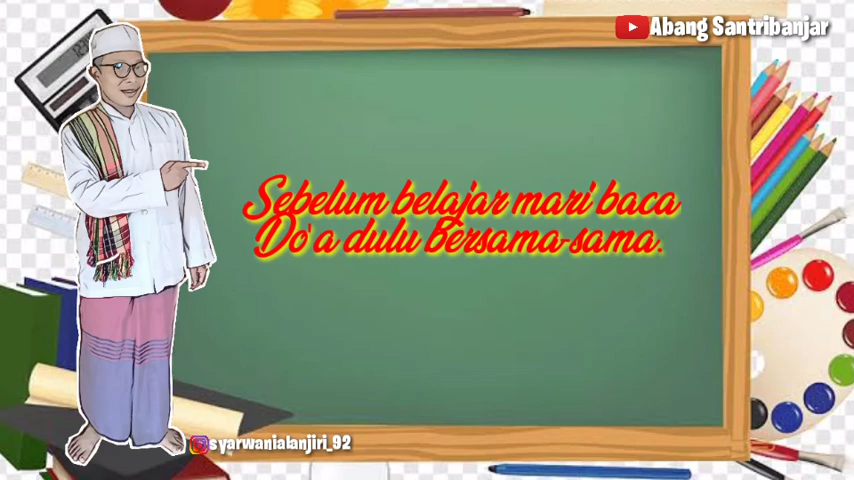 Abang Santribanjar
Sebelum belajar mari baca
Do'a dulu Bersama-sama.
syarwanialanjiri_92